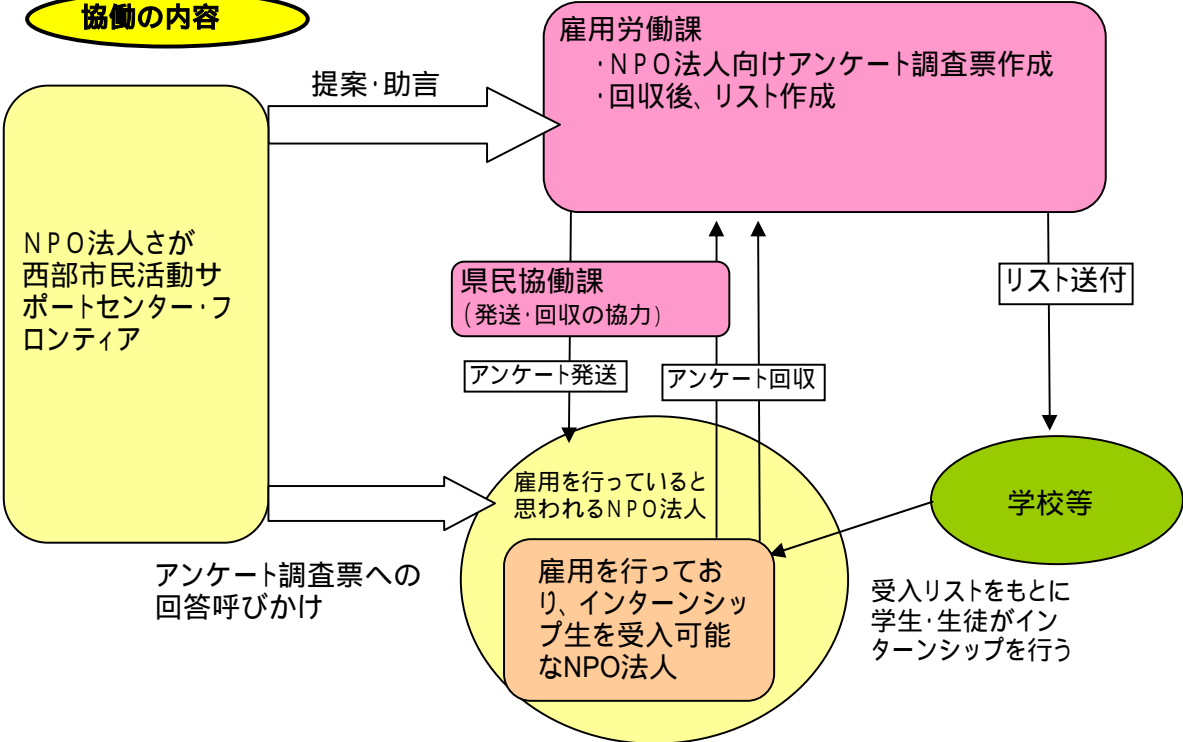 協働の内容
雇用労働課
・NPO法人向けアンケート調査票作成
・回収後、リスト作成
提案・助言
NPO法人さが
西部市民活動サ
ポートセンター・フ
ロンティア
県民協働課
(発送・回収の協力)
リスト送付
アンケート発送
アンケート回収
雇用を行っていると
思われるNPO法人
学校等
アンケート調査票への
回答呼びかけ
雇用を行ってお
り、インターンシッ
プ生を受入可能
なNPO法人
受入リストをもとに
学生・生徒がイン
ターンシップを行う